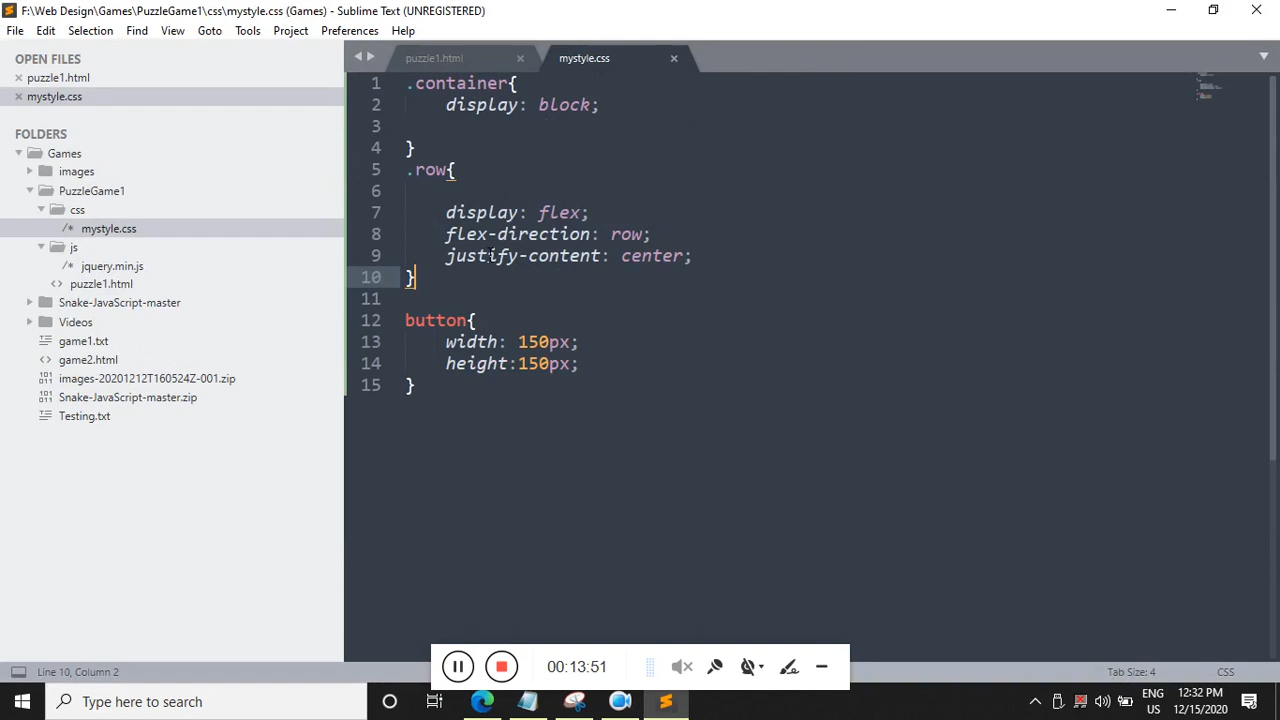 F:\Web Design\Games\PuzzleGame1\css\mystyle.css (Games) - Sublime Text (UNREGISTERED)
File Edit Selection Find View Goto Tools Project Preferences Help
OPEN FILES
puzzle1.html
mystyle.css
FOLDERS
Games
images
PuzzleGame1
css
/* mystyle.css
js
/* jquery.min.js
<> puzzle1.html
Snake-JavaScript-master
Videos
game1.txt
<> game2.html
images-20201212T160524Z-001.zip
Snake-JavaScript-master.zip
Testing.txt
puzzle1.html mystyle.css
1 .container{
2 display: block;
3
4 }
5 .row{
6
7 display: flex;
8 flex-direction: row;
9 justify-content: center;
10 }
11
12 button{
13 width: 150px;
14 height:150px;
15 }
00:13:51
Line 10, Column 2 Tab Size: 4 CSS
Type here to search
ENG
US
12:32 PM
12/15/2020